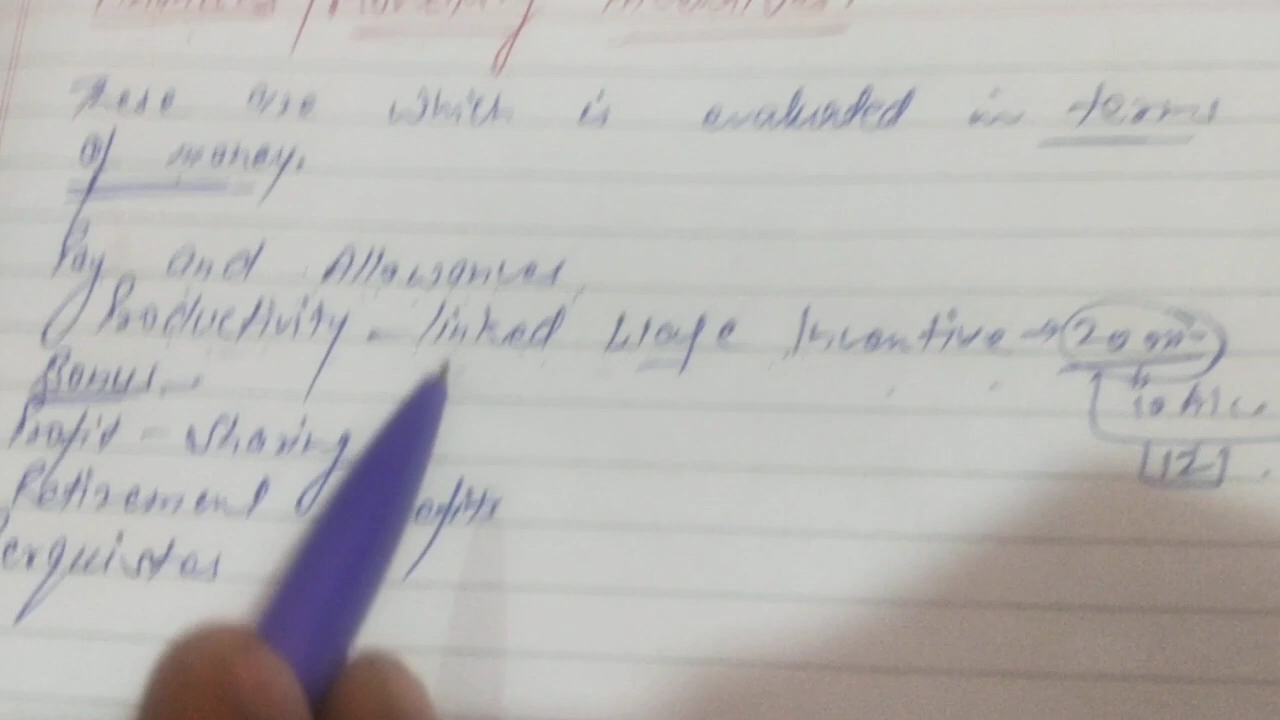 These are which is evaluated in terms
of money.
Pay and Allowances
Productivity - linked Wage Incentive →
Bonus
Profit - Sharing
Retirement
Perquistes